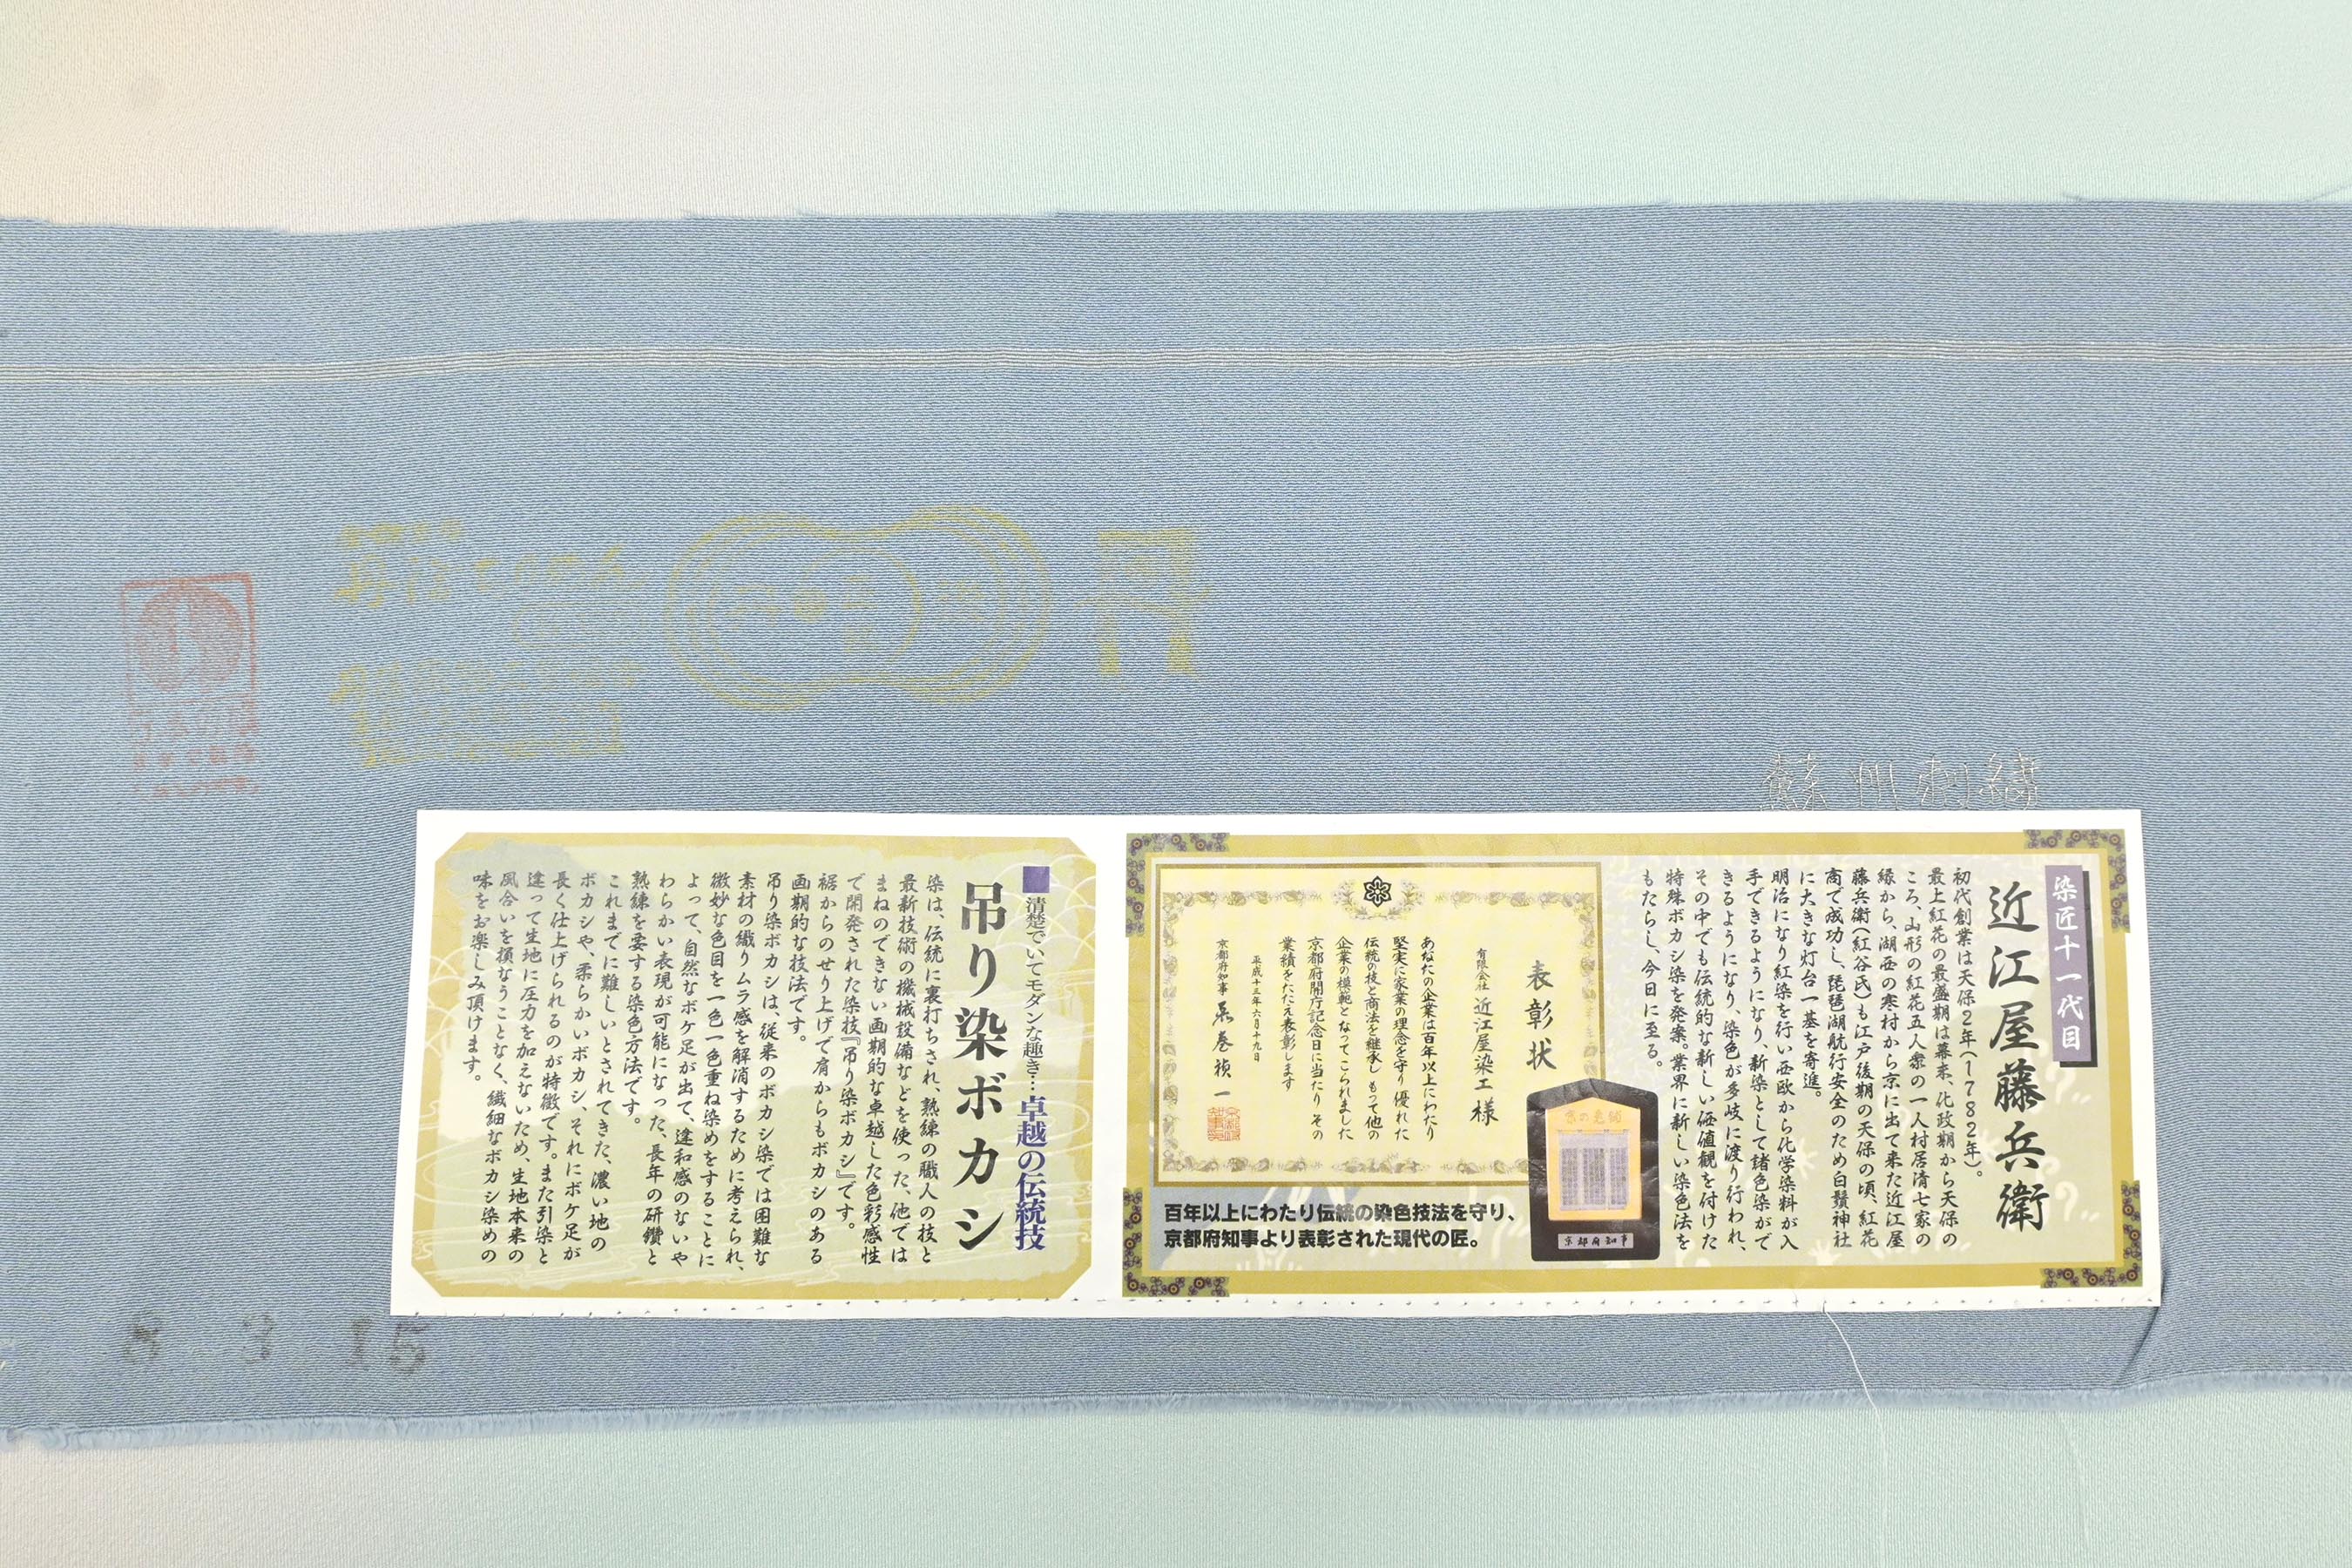 蘇州刺繍
染匠十一代目
近江屋藤兵衛
初代創業は天保2年(1782年)。
最上紅花の最盛期は幕末、化政期から天保の
ころ、山形の紅花五人衆の一人村居清七家の
縁から、湖西の寒村から京に出て来た近江屋
藤兵衛(紅谷氏)も江戸後期の天保の頃、紅花
商で成功し、琵琶湖航行安全のため白鬚神社
に大きな灯台一基を寄進。
明治になり紅染を行い西欧から化学染料が入
手できるようになり、新染として諸色染がで
きるようになり、染色が多岐に渡り行われ、
その中でも伝統的な新しい価値観を付けた
特殊ボカシ染を発案。業界に新しい染色法を
もたらし、今日に至る。
表彰状
有限会社 近江屋染工 様
あなたの企業は百年以上にわたり
堅実に家業の理念を守り優れた
伝統の技と商法を継承しもって他の
企業の模範となってこられました
京都府開庁記念日に当たりその
業績をたたえ表彰します
平成十三年六月十九日
京都府知事 荒巻禎一
京の老舗
京都府知事
百年以上にわたり伝統の染色技法を守り、
京都府知事より表彰された現代の匠。
■清楚でいてモダンな趣き…卓越の伝統技
吊り染ボカシ
染は、伝統に裏打ちされ、熟練の職人の技と
最新技術の機械設備などを使った、他では
まねのできない画期的な卓越した色彩感性
で開発された染技『吊り染ボカシ』です。
裾からのせり上げで肩からもボカシのある
画期的な技法です。
吊り染ボカシは、従来のボカシ染では困難な
素材の織りムラ感を解消するために考えられ、
微妙な色目を一色一色重ね染めをすることに
よって、自然なボケ足が出て、違和感のないや
わらかい表現が可能になった、長年の研鑽と
熟練を要する染色方法です。
これまでに難しいとされてきた、濃い地の
ボカシや、柔らかいボカシ、それにボケ足が
長く仕上げられるのが特徴です。また引染と
違って生地に圧力を加えないため、生地本来の
風合いを損なうことなく、繊細なボカシ染めの
味をお楽しみ頂けます。
8 3 15